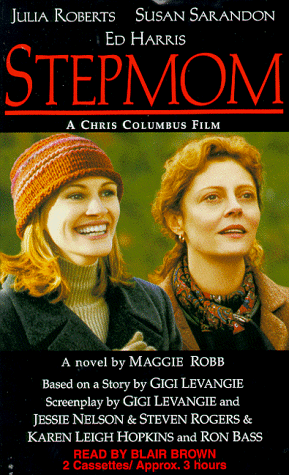 JULIA ROBERTS SUSAN SARANDON
ED HARRIS
STEPMOM
A CHRIS COLUMBUS FILM
A novel by MAGGIE ROBB
Based on a Story by GIGI LEVANGIE
Screenplay by GIGI LEVANGIE and
JESSIE NELSON & STEVEN ROGERS &
KAREN LEIGH HOPKINS and RON BASS
READ BY BLAIR BROWN
2 Cassettes/ Approx. 3 hours